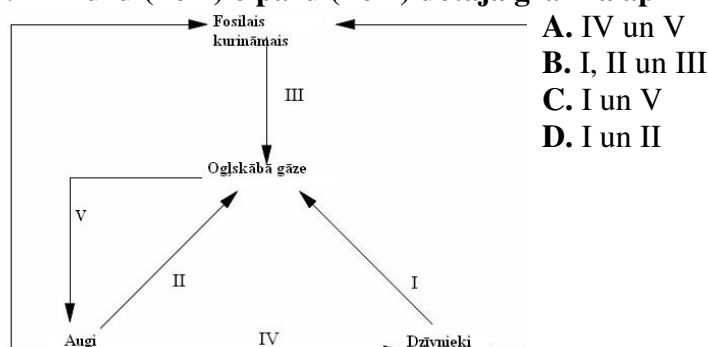 Fosilais
kurināmais
A. IV un V
B. I, II un III
C. I un V
D. I un II
III
Ogļskābā gāze
V
II
I
Augi
IV
Dzīvnieki